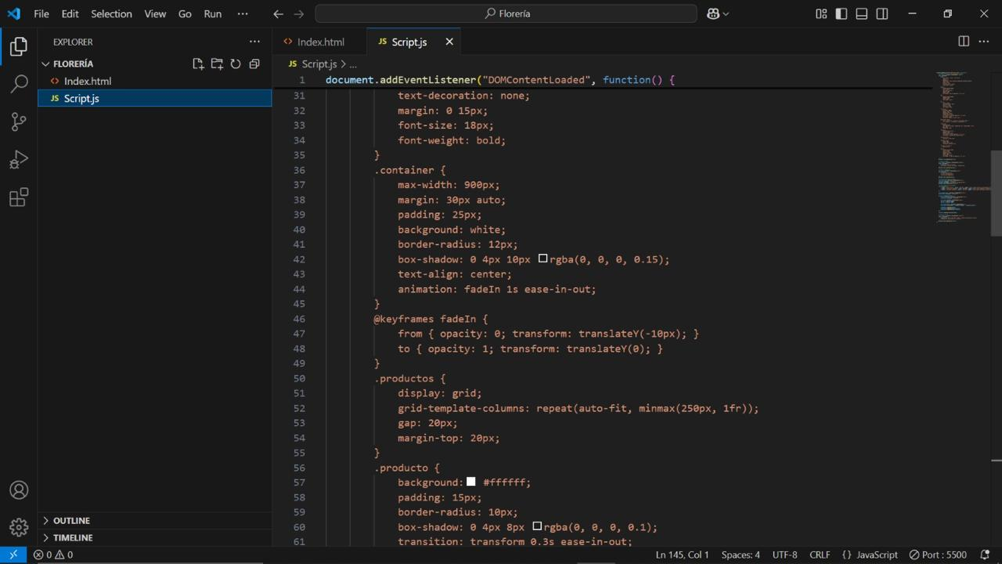 File Edit Selection View Go Run ··· Florería
EXPLORER ···
FLORERÍA
<> Index.html
JS Script.js
OUTLINE
TIMELINE
<> Index.html JS Script.js
JS Script.js > ...
1 document.addEventListener("DOMContentLoaded", function() {
31 text-decoration: none;
32 margin: 0 15px;
33 font-size: 18px;
34 font-weight: bold;
35 }
36 .container {
37 max-width: 900px;
38 margin: 30px auto;
39 padding: 25px;
40 background: white;
41 border-radius: 12px;
42 box-shadow: 0 4px 10px rgba(0, 0, 0, 0.15);
43 text-align: center;
44 animation: fadeIn 1s ease-in-out;
45 }
46 @keyframes fadeIn {
47 from { opacity: 0; transform: translateY(-10px); }
48 to { opacity: 1; transform: translateY(0); }
49 }
50 .productos {
51 display: grid;
52 grid-template-columns: repeat(auto-fit, minmax(250px, 1fr));
53 gap: 20px;
54 margin-top: 20px;
55 }
56 .producto {
57 background: #ffffff;
58 padding: 15px;
59 border-radius: 10px;
60 box-shadow: 0 4px 8px rgba(0, 0, 0, 0.1);
61 transition: transform 0.3s ease-in-out;
0 0 Ln 145, Col 1 Spaces: 4 UTF-8 CRLF {} JavaScript Port : 5500